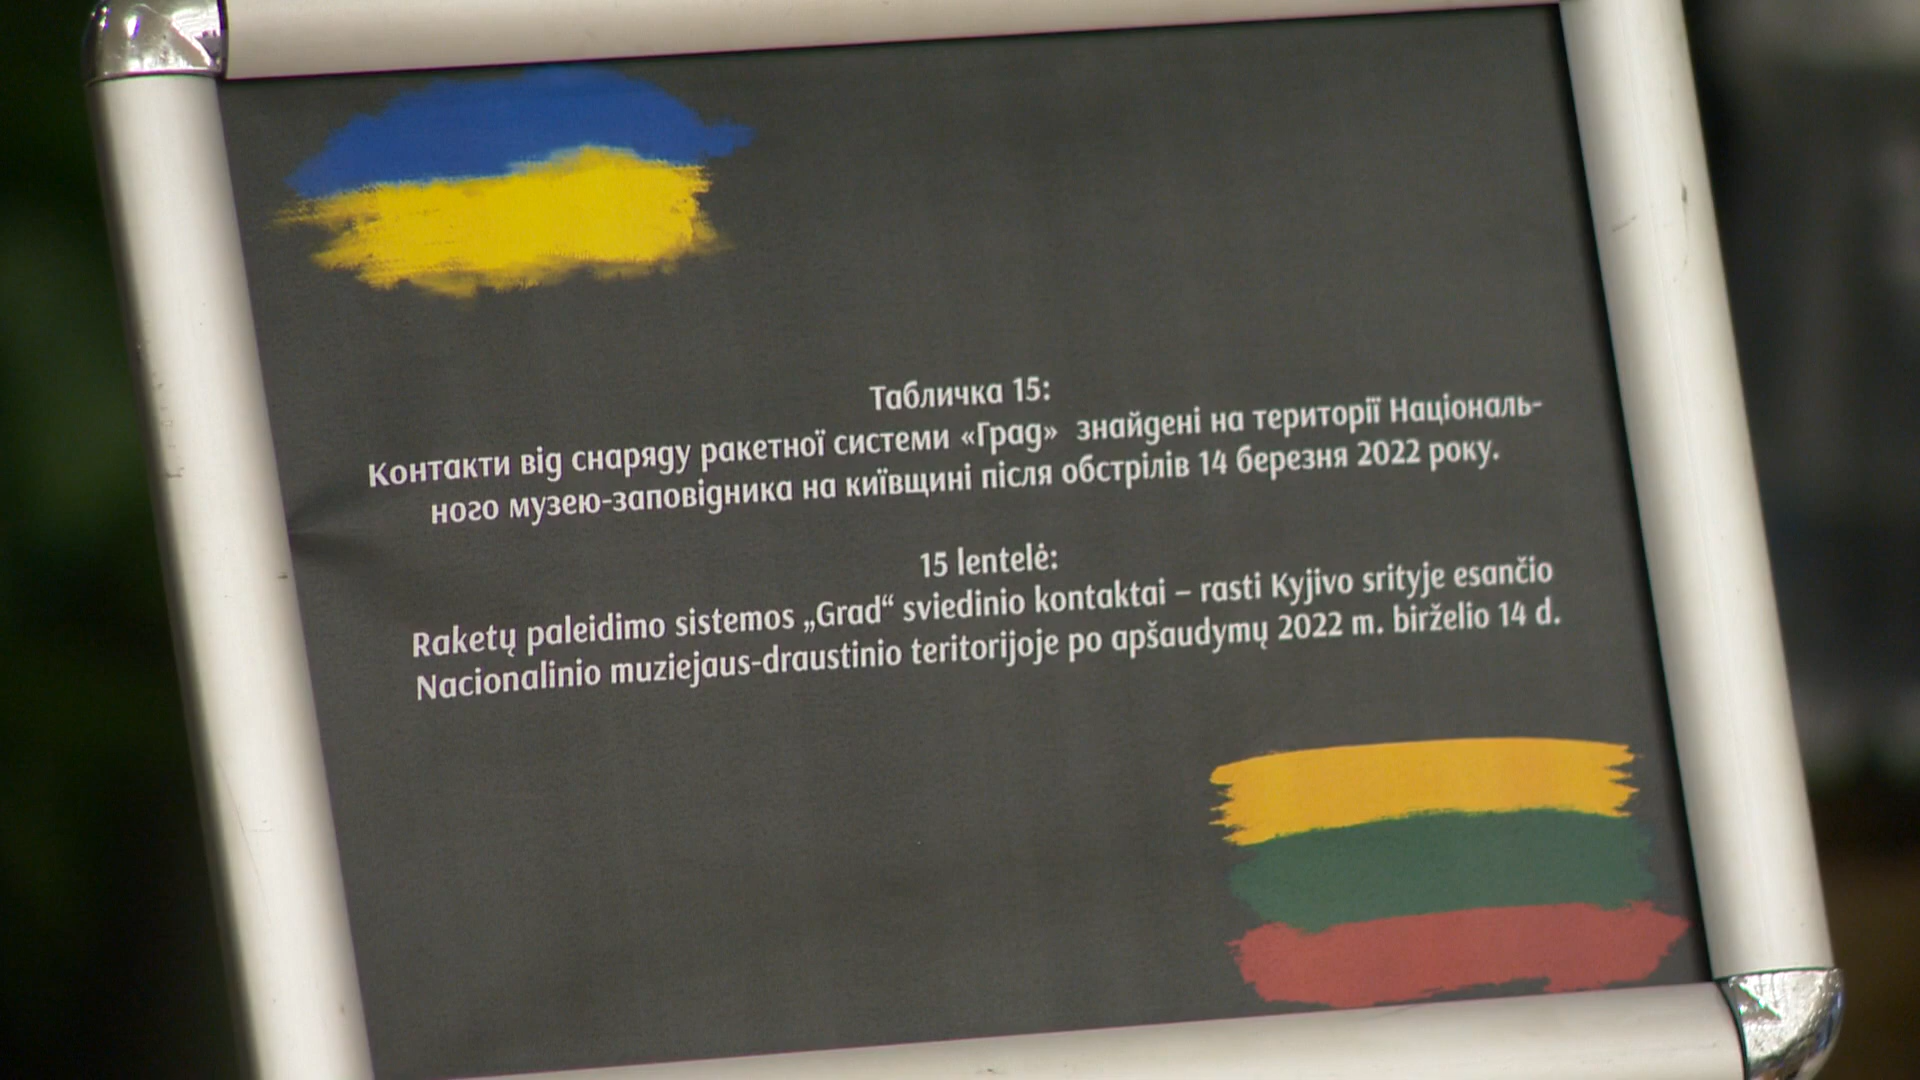 Табличка 15:
Контакти від снаряду ракетної системи «Град» знайдені на території Національ-
ного музею-заповідника на київщині після обстрілів 14 березня 2022 року.
15 lentelė:
Raketų paleidimo sistemos „Grad“ sviedinio kontaktai – rasti Kyjivo srityje esančio
Nacionalinio muziejaus-draustinio teritorijoje po apšaudymų 2022 m. birželio 14 d.